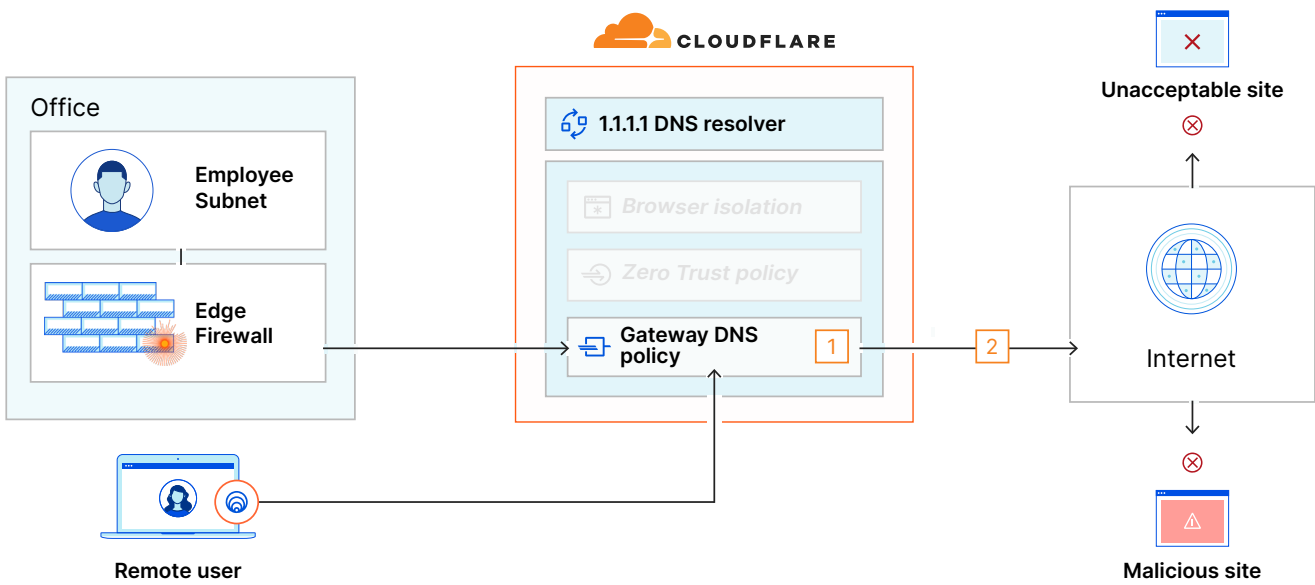 CLOUDFLARE
Office
Employee
Subnet
Edge
Firewall
Remote user
1.1.1.1 DNS resolver
Browser isolation
Zero Trust policy
Gateway DNS
policy
1
2
Unacceptable site
Internet
Malicious site